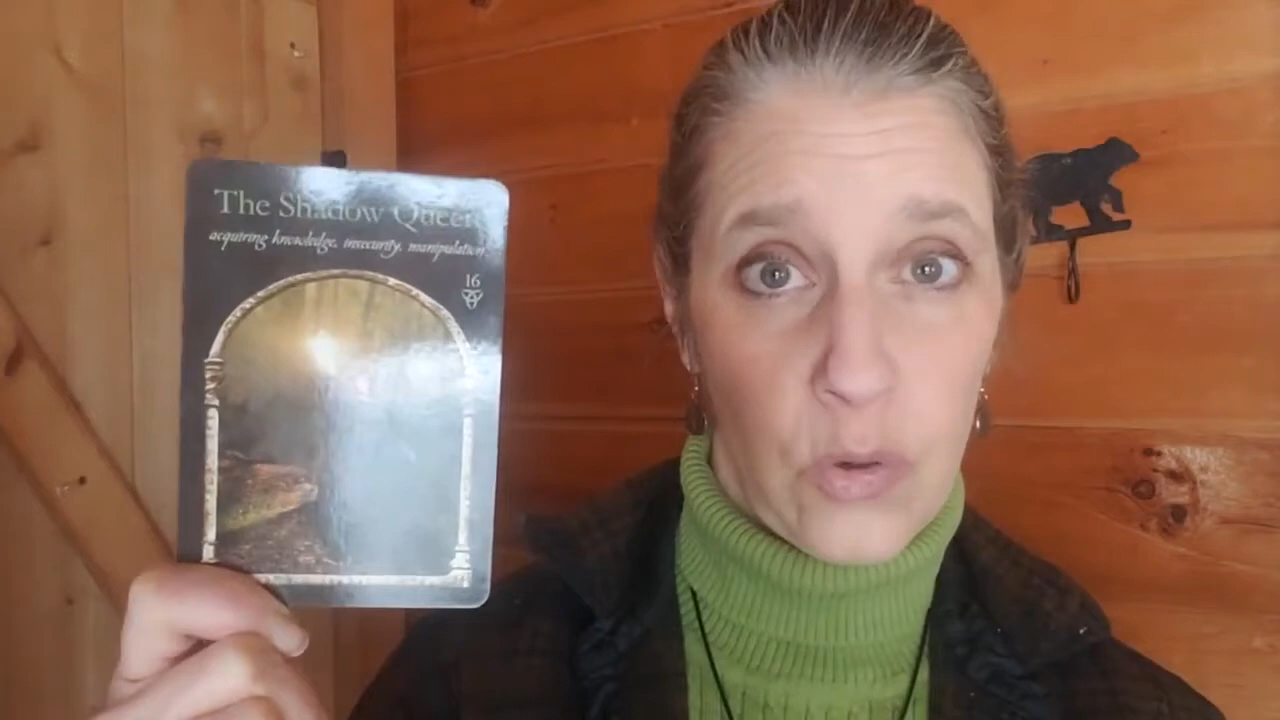 The Shadow Queen
acquiring knowledge, insecurity, manipulation
16